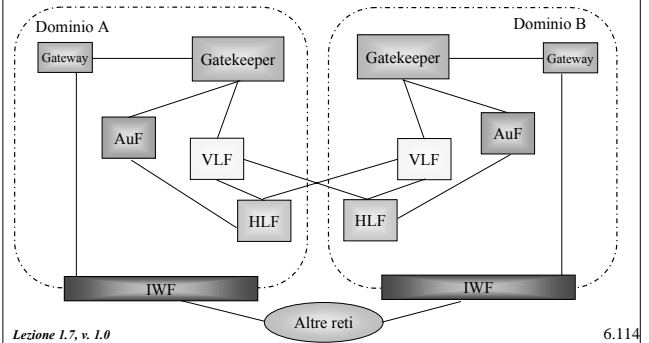 Dominio A
Dominio B
Gateway
Gatekeeper
Gatekeeper
Gateway
AuF
VLF
VLF
AuF
HLF
HLF
IWF
IWF
Altre reti
Lezione 1.7, v. 1.0
6.114